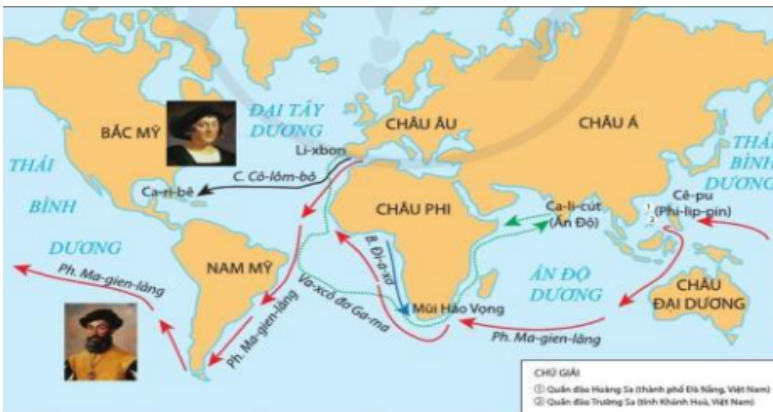 ĐẠI TÂY
DƯƠNG
BẮC MỸ
CHÂU ÂU
CHÂU Á
Li-xbon
THÁI
BÌNH
DƯƠNG
THÁI
BÌNH
DƯƠNG
C. Cô-lôm-bô
Ca-ri-bê
CHÂU PHI
Ca-li-cút
(Ấn Độ)
Cê-pu
(Phi-lip-pin)
1
2
B. Đi-a-xơ
NAM MỸ
Ph. Ma-gien-lăng
Ph. Ma-gien-lăng
Va-xcô đơ Ga-ma
Mũi Hảo Vọng
ẤN ĐỘ
DƯƠNG
CHÂU
ĐẠI DƯƠNG
Ph. Ma-gien-lăng
CHÚ GIẢI
① Quần đảo Hoàng Sa (thành phố Đà Nẵng, Việt Nam)
② Quần đảo Trường Sa (tỉnh Khánh Hoà, Việt Nam)